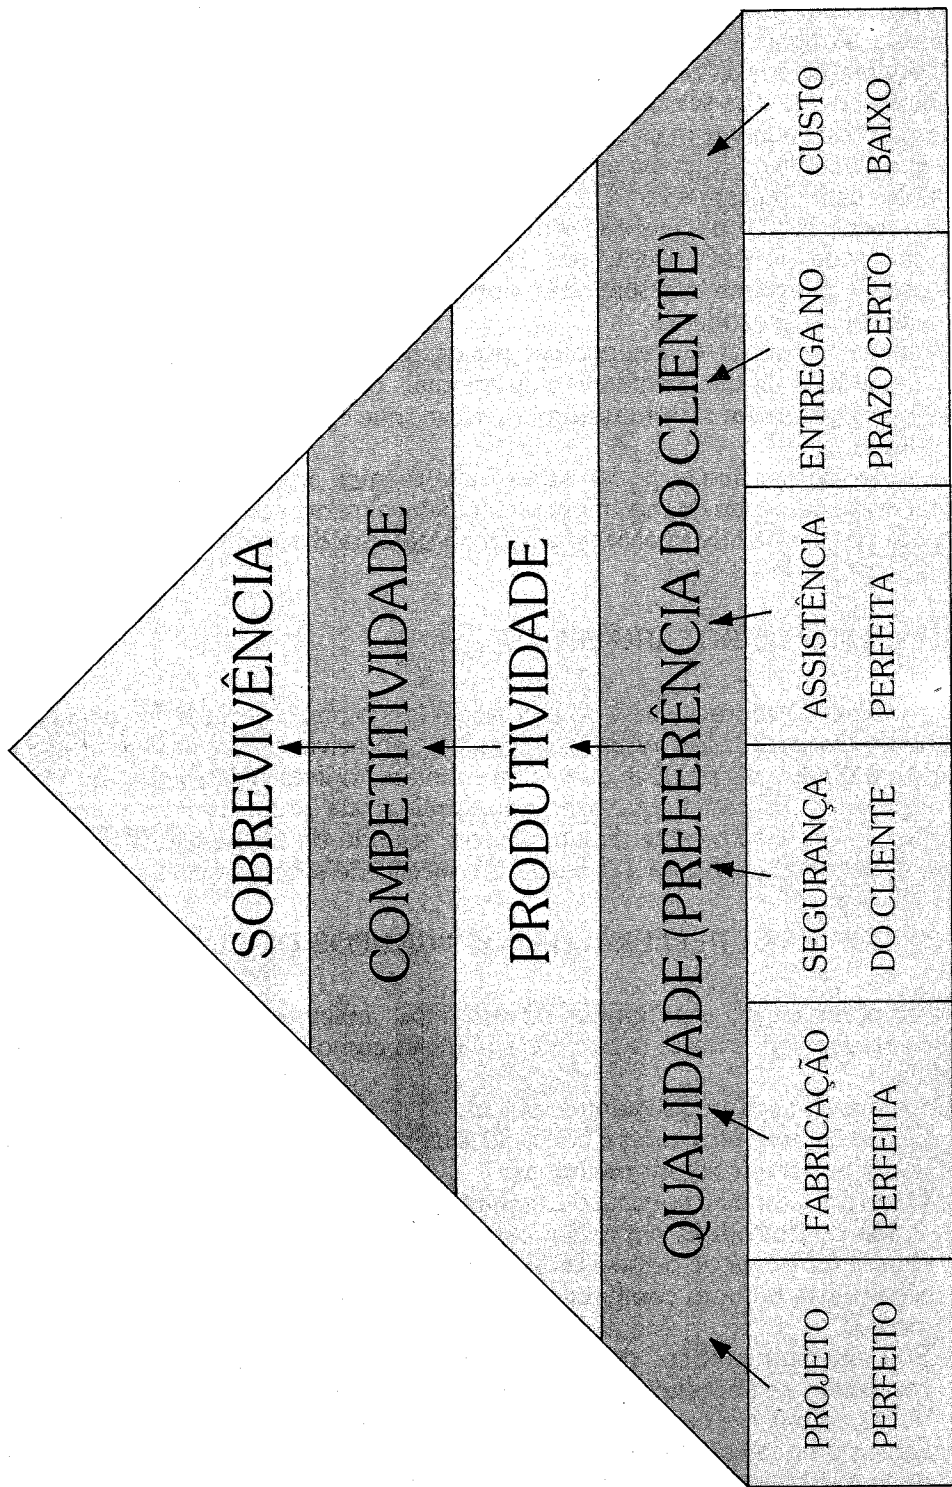 SOBREVIVÊNCIA
COMPETITIVIDADE
PRODUTIVIDADE
QUALIDADE (PREFERÊNCIA DO CLIENTE)
PROJETO
PERFEITO
FABRICAÇÃO
PERFEITA
SEGURANÇA
DO CLIENTE
ASSISTÊNCIA
PERFEITA
ENTREGA NO
PRAZO CERTO
CUSTO
BAIXO